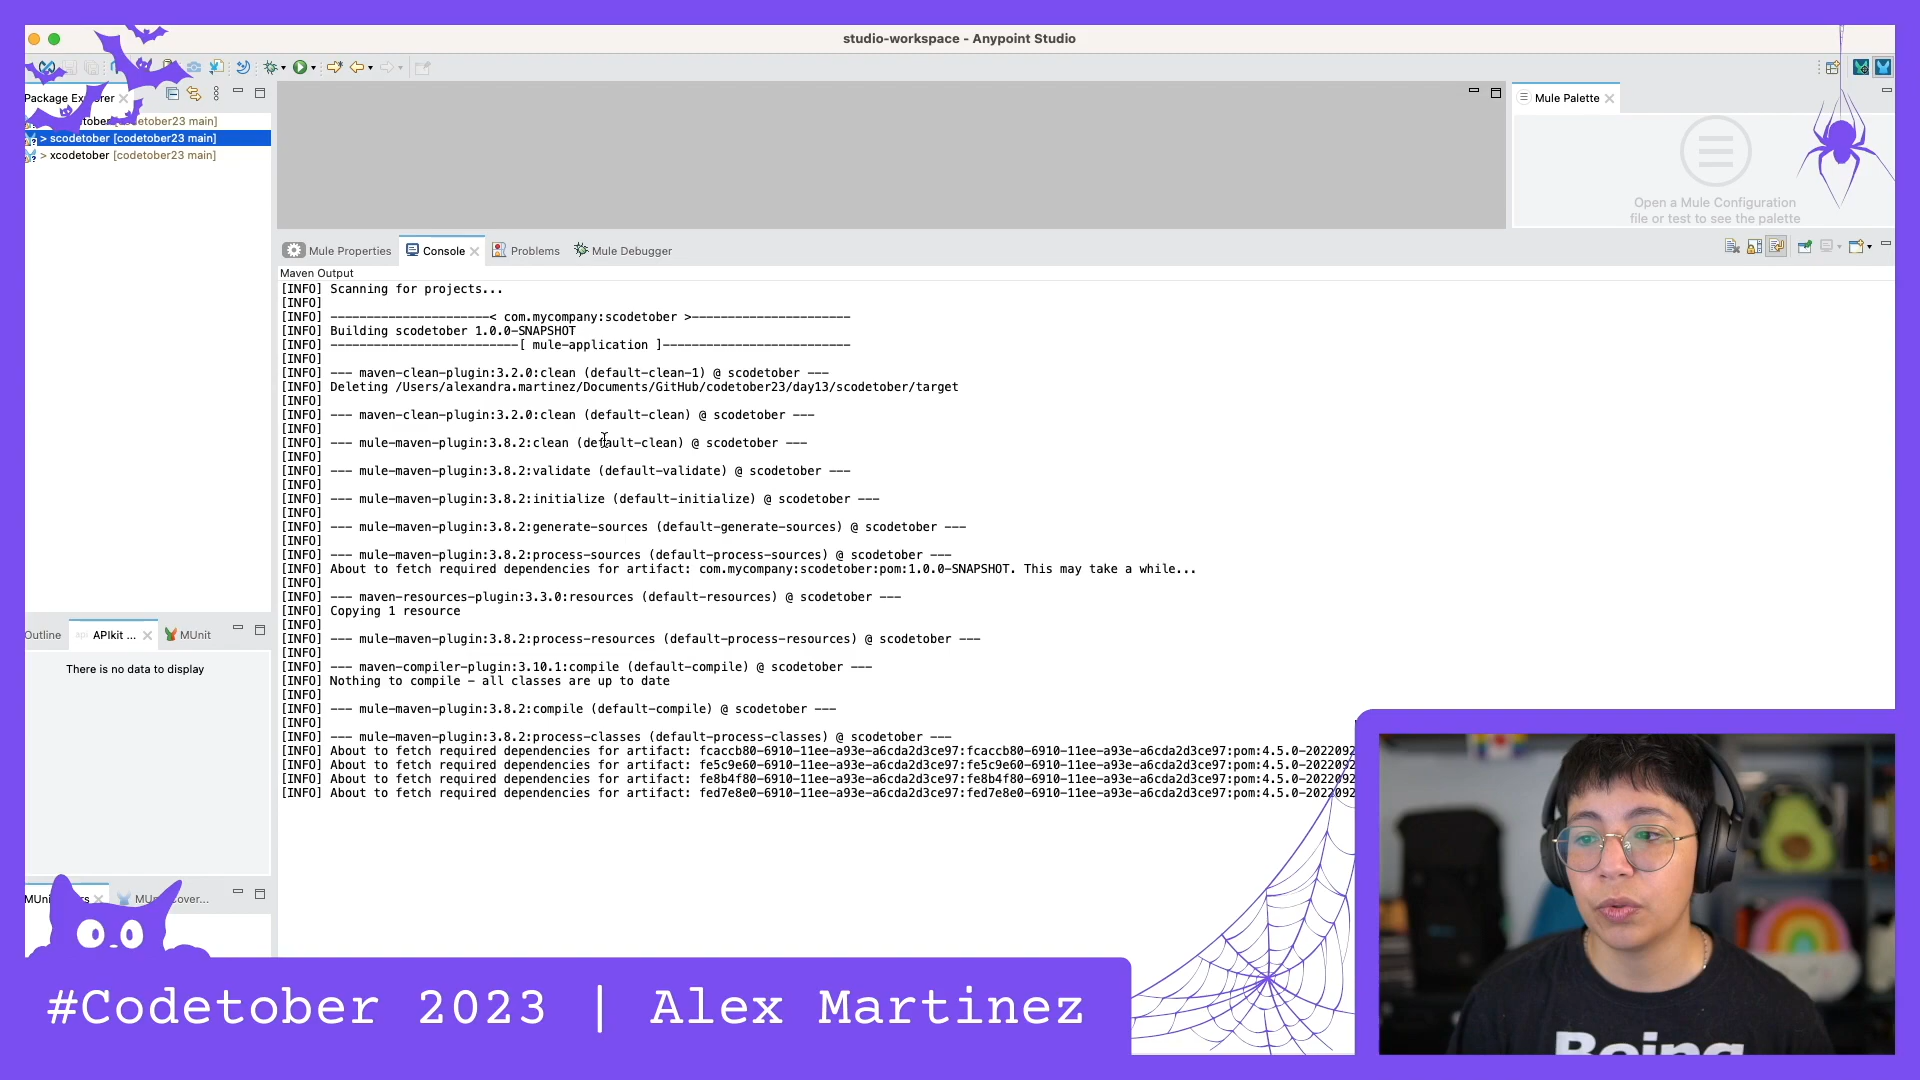 studio-workspace - Anypoint Studio
Package Explorer
[codetober23 main]
> scodetober [codetober23 main]
> xcodetober [codetober23 main]
Mule Palette
Open a Mule Configuration
file or test to see the palette
Mule Properties
Console
Problems
Mule Debugger
Maven Output
[INFO] Scanning for projects...
[INFO]
[INFO] ----------------------< com.mycompany:scodetober >----------------------
[INFO] Building scodetober 1.0.0-SNAPSHOT
[INFO] --------------------------[ mule-application ]--------------------------
[INFO]
[INFO] --- maven-clean-plugin:3.2.0:clean (default-clean-1) @ scodetober ---
[INFO] Deleting /Users/alexandra.martinez/Documents/GitHub/codetober23/day13/scodetober/target
[INFO]
[INFO] --- maven-clean-plugin:3.2.0:clean (default-clean) @ scodetober ---
[INFO]
[INFO] --- mule-maven-plugin:3.8.2:clean (default-clean) @ scodetober ---
[INFO]
[INFO] --- mule-maven-plugin:3.8.2:validate (default-validate) @ scodetober ---
[INFO]
[INFO] --- mule-maven-plugin:3.8.2:initialize (default-initialize) @ scodetober ---
[INFO]
[INFO] --- mule-maven-plugin:3.8.2:generate-sources (default-generate-sources) @ scodetober ---
[INFO]
[INFO] --- mule-maven-plugin:3.8.2:process-sources (default-process-sources) @ scodetober ---
[INFO] About to fetch required dependencies for artifact: com.mycompany:scodetober:pom:1.0.0-SNAPSHOT. This may take a while...
[INFO]
[INFO] --- maven-resources-plugin:3.3.0:resources (default-resources) @ scodetober ---
[INFO] Copying 1 resource
[INFO]
[INFO] --- mule-maven-plugin:3.8.2:process-resources (default-process-resources) @ scodetober ---
[INFO]
[INFO] --- maven-compiler-plugin:3.10.1:compile (default-compile) @ scodetober ---
[INFO] Nothing to compile - all classes are up to date
[INFO]
[INFO] --- mule-maven-plugin:3.8.2:compile (default-compile) @ scodetober ---
[INFO]
[INFO] --- mule-maven-plugin:3.8.2:process-classes (default-process-classes) @ scodetober ---
[INFO] About to fetch required dependencies for artifact: fcaccb80-6910-11ee-a93e-a6cda2d3ce97:fcaccb80-6910-11ee-a93e-a6cda2d3ce97:pom:4.5.0-2022092
[INFO] About to fetch required dependencies for artifact: fe5c9e60-6910-11ee-a93e-a6cda2d3ce97:fe5c9e60-6910-11ee-a93e-a6cda2d3ce97:pom:4.5.0-2022092
[INFO] About to fetch required dependencies for artifact: fe8b4f80-6910-11ee-a93e-a6cda2d3ce97:fe8b4f80-6910-11ee-a93e-a6cda2d3ce97:pom:4.5.0-2022092
[INFO] About to fetch required dependencies for artifact: fed7e8e0-6910-11ee-a93e-a6cda2d3ce97:fed7e8e0-6910-11ee-a93e-a6cda2d3ce97:pom:4.5.0-2022092
Outline
APIkit ...
MUnit
There is no data to display
#Codetober 2023 | Alex Martinez
Being